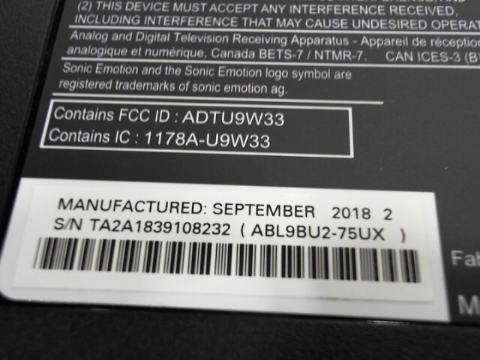 (2) THIS DEVICE MUST ACCEPT ANY INTERFERENCE RECEIVED,
INCLUDING INTERFERENCE THAT MAY CAUSE UNDESIRED
Analog and Digital Television Receiving Apparatus - Appareil de réception
analogique et numérique, Canada BETS-7 / NTMR-7. CAN ICES-3
Sonic Emotion and the Sonic Emotion logo symbol are
registered trademarks of sonic emotion ag.
Contains FCC ID : ADTU9W33
Contains IC : 1178A-U9W33
MANUFACTURED: SEPTEMBER 2018 2
S/N TA2A1839108232 ( ABL9BU2-75UX )